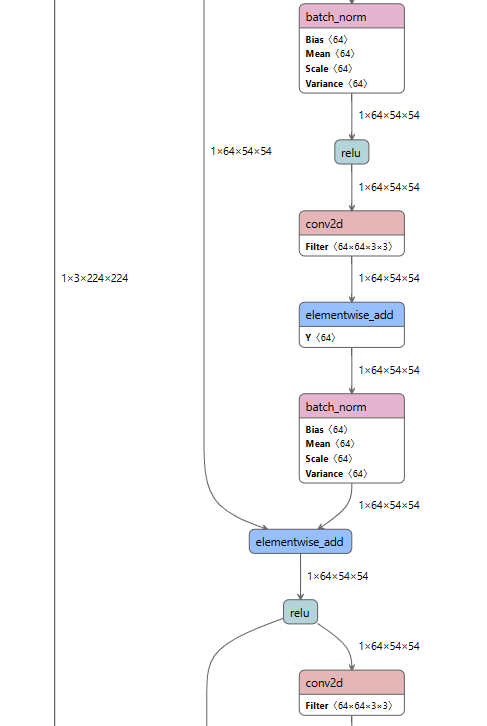 batch_norm
Bias〈64〉
Mean〈64〉
Scale〈64〉
Variance〈64〉
1×64×54×54
1×64×54×54
relu
1×64×54×54
conv2d
Filter〈64×64×3×3〉
1×3×224×224
1×64×54×54
elementwise_add
Y〈64〉
1×64×54×54
batch_norm
Bias〈64〉
Mean〈64〉
Scale〈64〉
Variance〈64〉
1×64×54×54
elementwise_add
1×64×54×54
relu
1×64×54×54
conv2d
Filter〈64×64×3×3〉